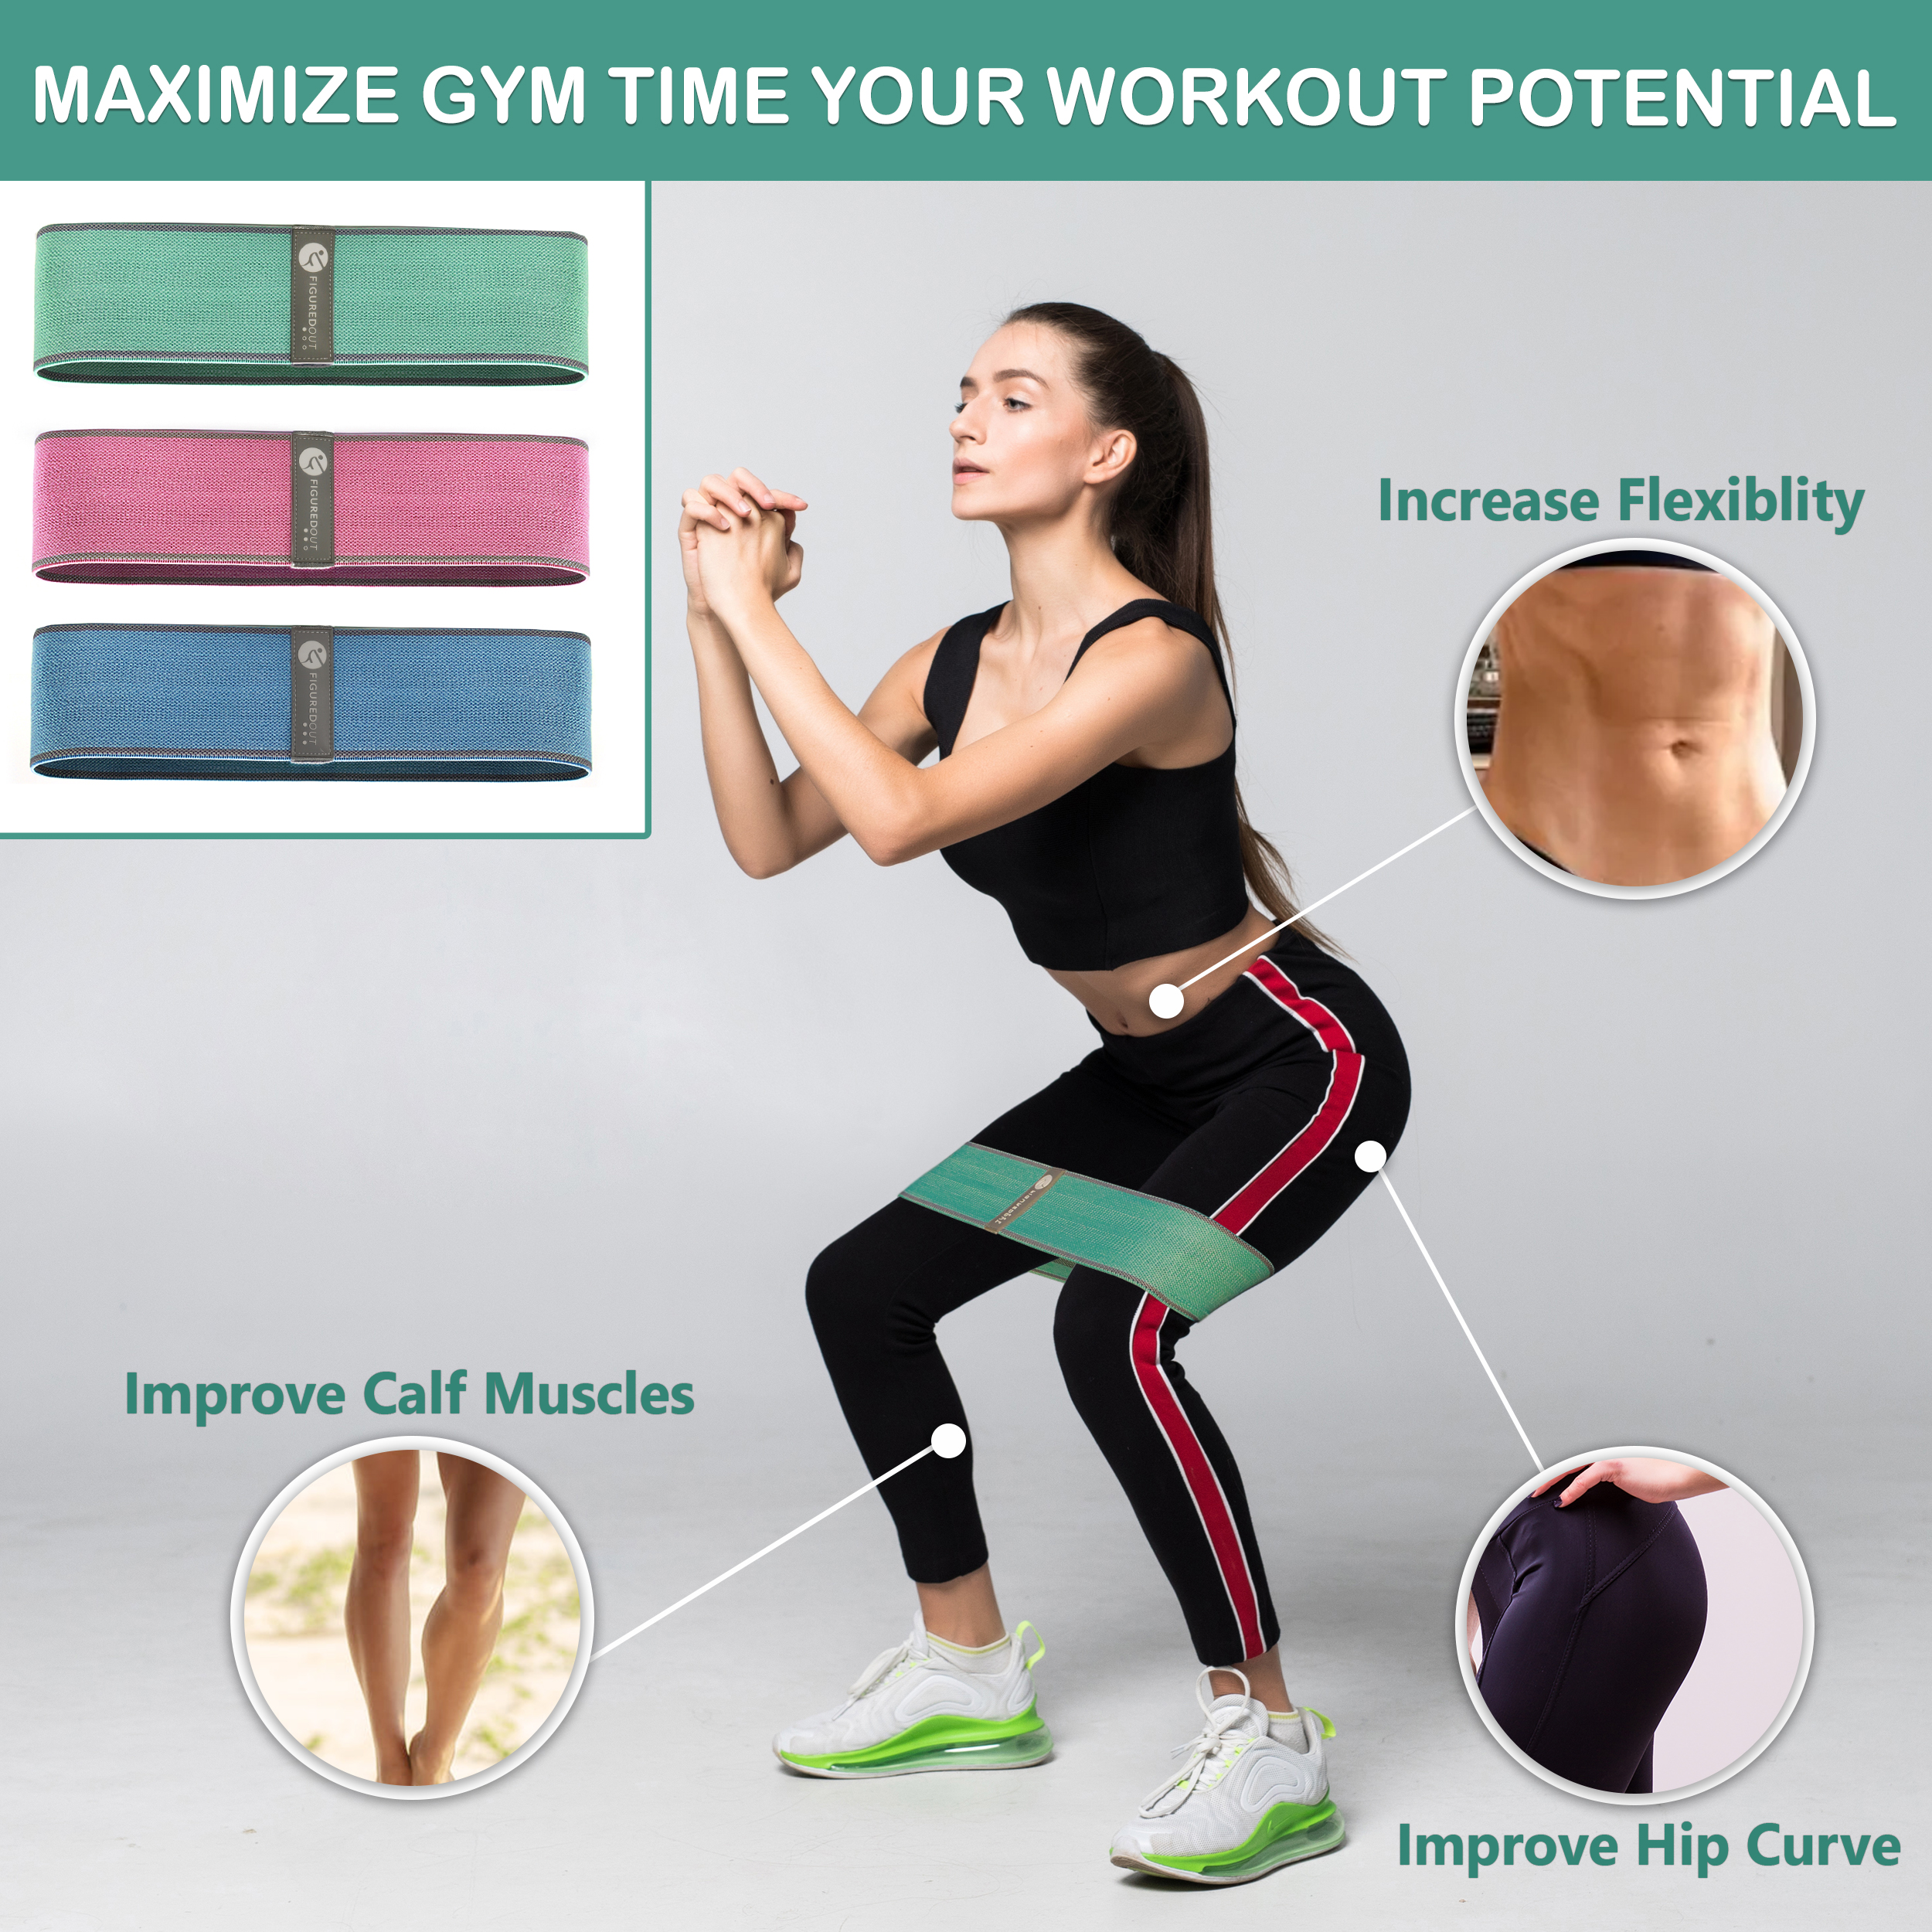 MAXIMIZE GYM TIME YOUR WORKOUT POTENTIAL
FIGUREDOUT
FIGUREDOUT
FIGUREDOUT
Increase Flexiblity
Improve Calf Muscles
Improve Hip Curve